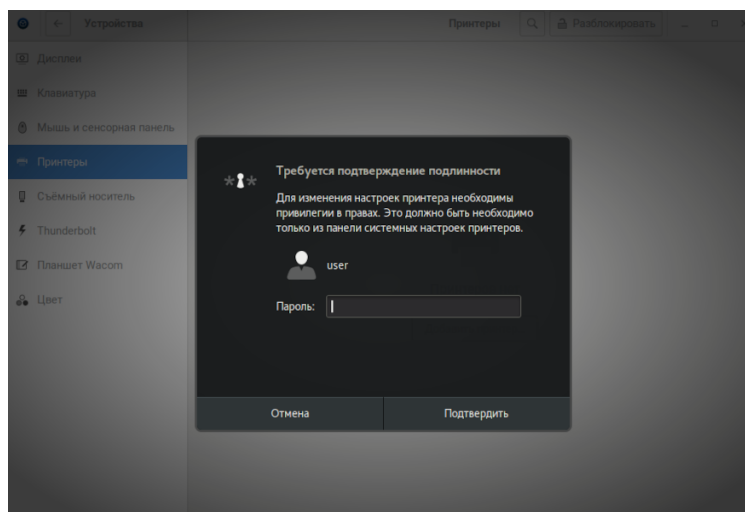 Устройства
Принтеры
Разблокировать
Дисплеи
Клавиатура
Мышь и сенсорная панель
Принтеры
Съёмный носитель
Thunderbolt
Планшет Wacom
Цвет
Требуется подтверждение подлинности
Для изменения настроек принтера необходимы
привилегии в правах. Это должно быть необходимо
только из панели системных настроек принтеров.
user
Пароль:
Отмена
Подтвердить